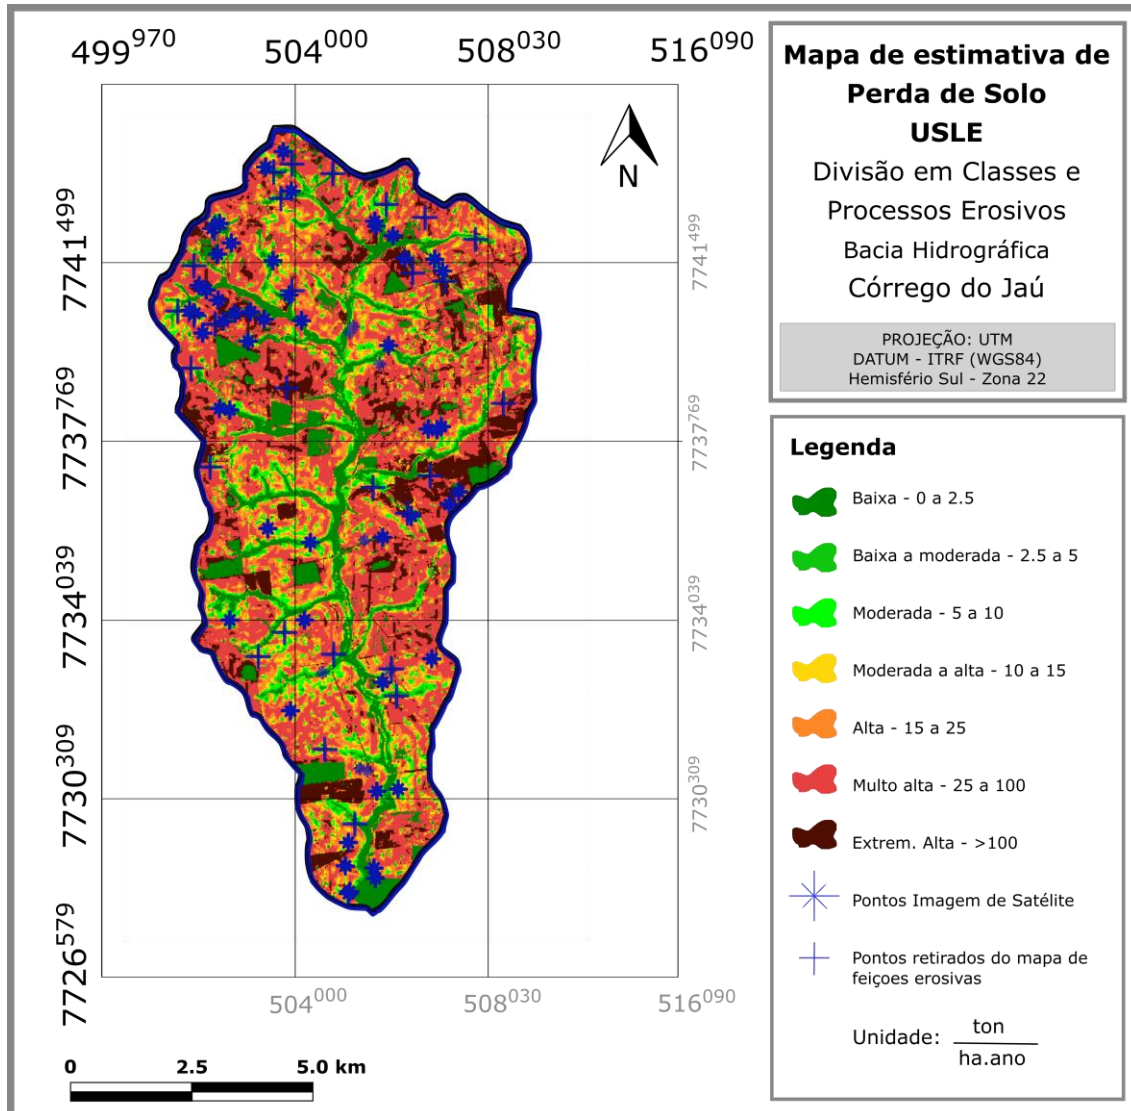 499970 504000 508030 516090
Mapa de estimativa de
Perda de Solo
USLE
Divisão em Classes e
Processos Erosivos
Bacia Hidrográfica
Córrego do Jaú
PROJEÇÃO: UTM
DATUM - ITRF (WGS84)
Hemisfério Sul - Zona 22
N
7741499
7741499
7737769
7737769
7734039
7734039
7730309
7730309
7726579
504000 508030 516090
0 2.5 5.0 km
Legenda
Baixa - 0 a 2.5
Baixa a moderada - 2.5 a 5
Moderada - 5 a 10
Moderada a alta - 10 a 15
Alta - 15 a 25
Multo alta - 25 a 100
Extrem. Alta - >100
Pontos Imagem de Satélite
Pontos retirados do mapa de
feiçoes erosivas
Unidade: ton
ha.ano